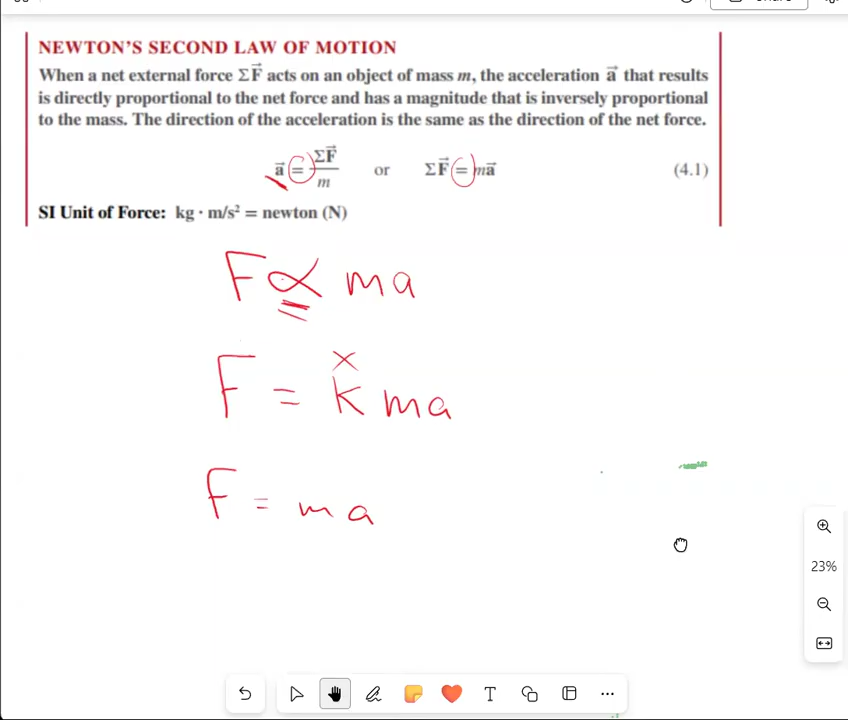 NEWTON'S SECOND LAW OF MOTION
When a net external force ΣF⃗ acts on an object of mass m, the acceleration a⃗ that results
is directly proportional to the net force and has a magnitude that is inversely proportional
to the mass. The direction of the acceleration is the same as the direction of the net force.
a⃗ = ΣF⃗/m or ΣF⃗ = ma⃗ (4.1)
SI Unit of Force: kg · m/s² = newton (N)
F ∝ ma
x
F = k ma
F = ma
23%